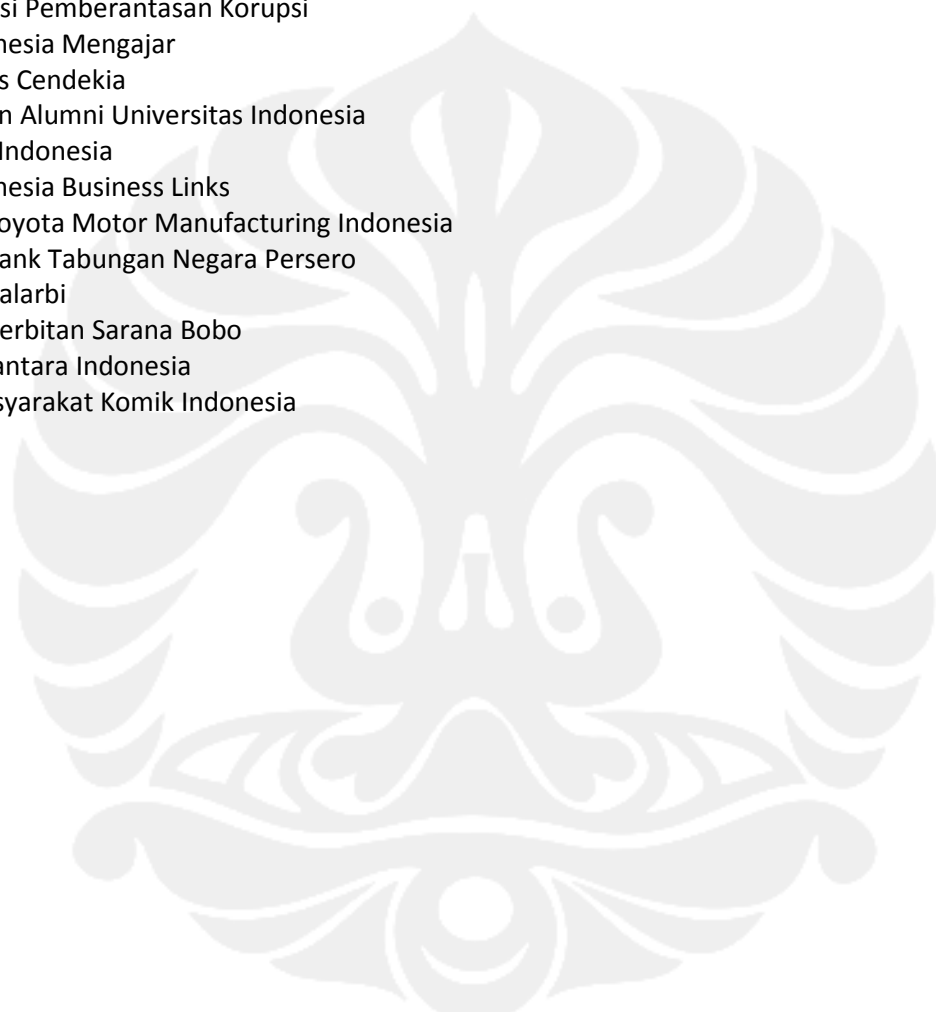 si Pemberantasan Korupsi
nesia Mengajar
s Cendekia
n Alumni Universitas Indonesia
Indonesia
nesia Business Links
oyota Motor Manufacturing Indonesia
ank Tabungan Negara Persero
alarbi
erbitan Sarana Bobo
antara Indonesia
syarakat Komik Indonesia